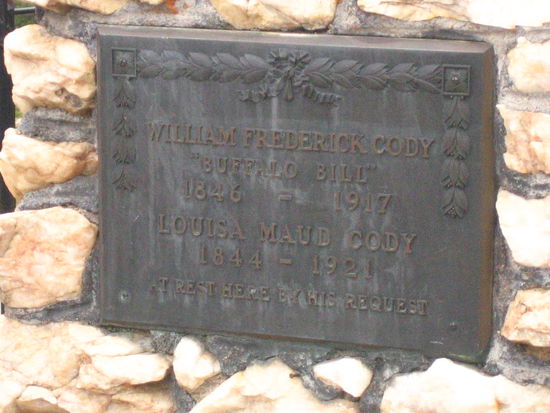 WILLIAM FREDERICK CODY
"BUFFALO BILL"
1846 - 1917
LOUISA MAUD CODY
1844 - 1921
AT REST HERE BY HIS REQUEST